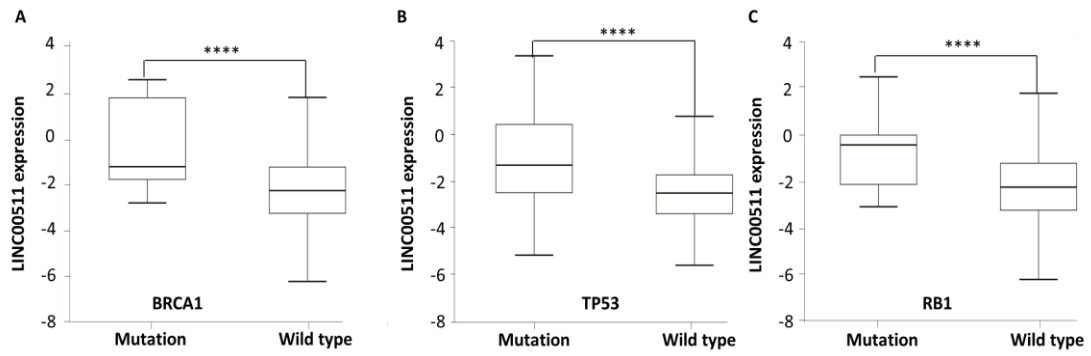 A
LINC00511 expression
4
2
0
-2
-4
-6
-8
****
BRCA1
Mutation
Wild type
B
LINC00511 expression
4
2
0
-2
-4
-6
-8
****
TP53
Mutation
Wild type
C
LINC00511 expression
4
2
0
-2
-4
-6
-8
****
RB1
Mutation
Wild type